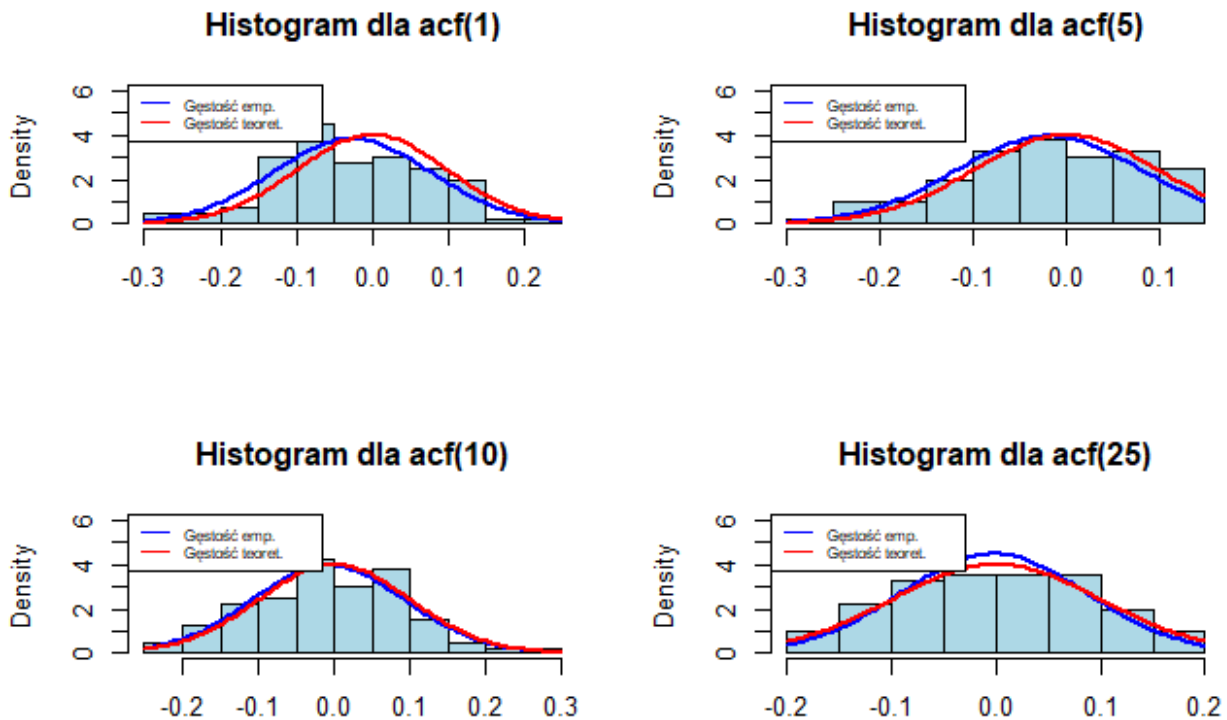 Histogram dla acf(1)
Density
0 2 4 6
Gęstość emp.
Gęstość teoret.
-0.3 -0.2 -0.1 0.0 0.1 0.2
Histogram dla acf(5)
Density
0 2 4 6
Gęstość emp.
Gęstość teoret.
-0.3 -0.2 -0.1 0.0 0.1
Histogram dla acf(10)
Density
0 2 4 6
Gęstość emp.
Gęstość teoret.
-0.2 -0.1 0.0 0.1 0.2 0.3
Histogram dla acf(25)
Density
0 2 4 6
Gęstość emp.
Gęstość teoret.
-0.2 -0.1 0.0 0.1 0.2